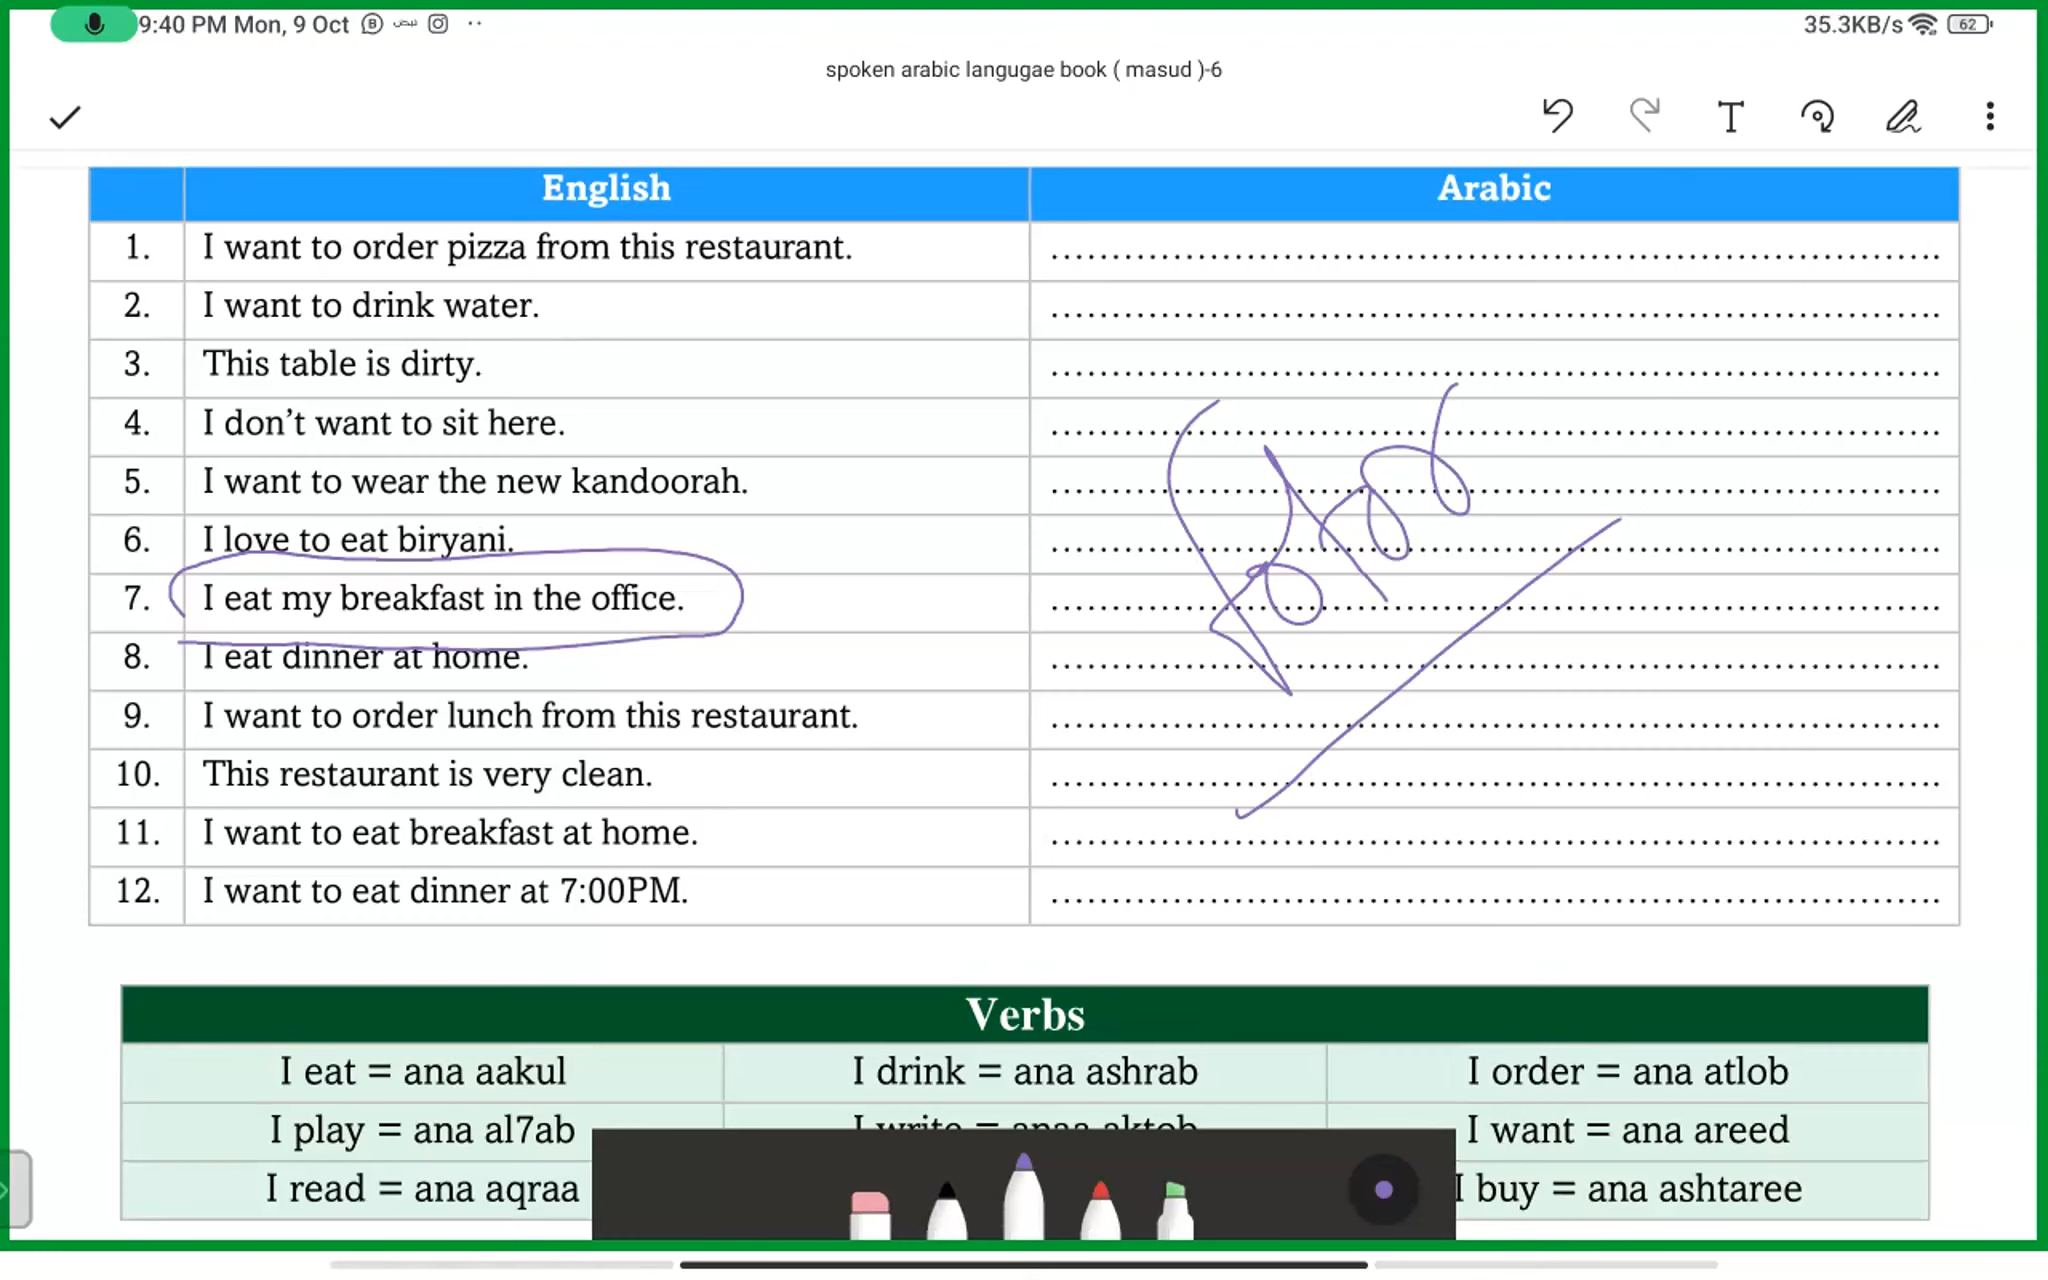 9:40 PM Mon, 9 Oct نبض ..
35.3KB/s 62
spoken arabic langugae book ( masud )-6
T
English Arabic
1. I want to order pizza from this restaurant. ........................................................................
2. I want to drink water. ........................................................................
3. This table is dirty. ........................................................................
4. I don’t want to sit here. ........................................................................
5. I want to wear the new kandoorah. ........................................................................
6. I love to eat biryani. ........................................................................
7. I eat my breakfast in the office. ........................................................................
8. I eat dinner at home. ........................................................................
9. I want to order lunch from this restaurant. ........................................................................
10. This restaurant is very clean. ........................................................................
11. I want to eat breakfast at home. ........................................................................
12. I want to eat dinner at 7:00PM. ........................................................................
Verbs
I eat = ana aakul I drink = ana ashrab I order = ana atlob
I play = ana al7ab I write = anaa aktob I want = ana areed
I read = ana aqraa I buy = ana ashtaree